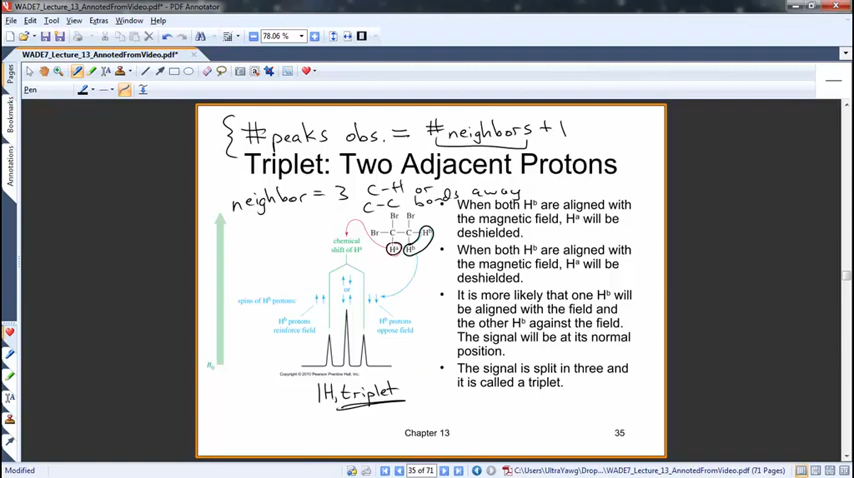 WADE7_Lecture_13_AnnotatedFromVideo.pdf* - PDF Annotator
File Edit Tool View Extras Window Help
78.06 %
WADE7_Lecture_13_AnnotatedFromVideo.pdf*
Pen
Pages
Bookmarks
Annotations
#peaks obs. = #neighbors + 1
Triplet: Two Adjacent Protons
neighbor = 3 C-H or
C-C bonds away
When both Hb are aligned with
the magnetic field, Ha will be
deshielded.
When both Hb are aligned with
the magnetic field, Ha will be
deshielded.
It is more likely that one Hb will
be aligned with the field and
the other Hb against the field.
The signal will be at its normal
position.
The signal is split in three and
it is called a triplet.
Br Br
Br C C Hb
Ha Hb
chemical
shift of Ha
or
spins of Hb protons:
Hb protons
reinforce field
Hb protons
oppose field
B0
Copyright © 2010 Pearson Prentice Hall, Inc.
1H, triplet
Chapter 13
35
Modified
35 of 71
C:\Users\UltraYawg\Drop...\WADE7_Lecture_13_AnnotatedFromVideo.pdf (71 Pages)